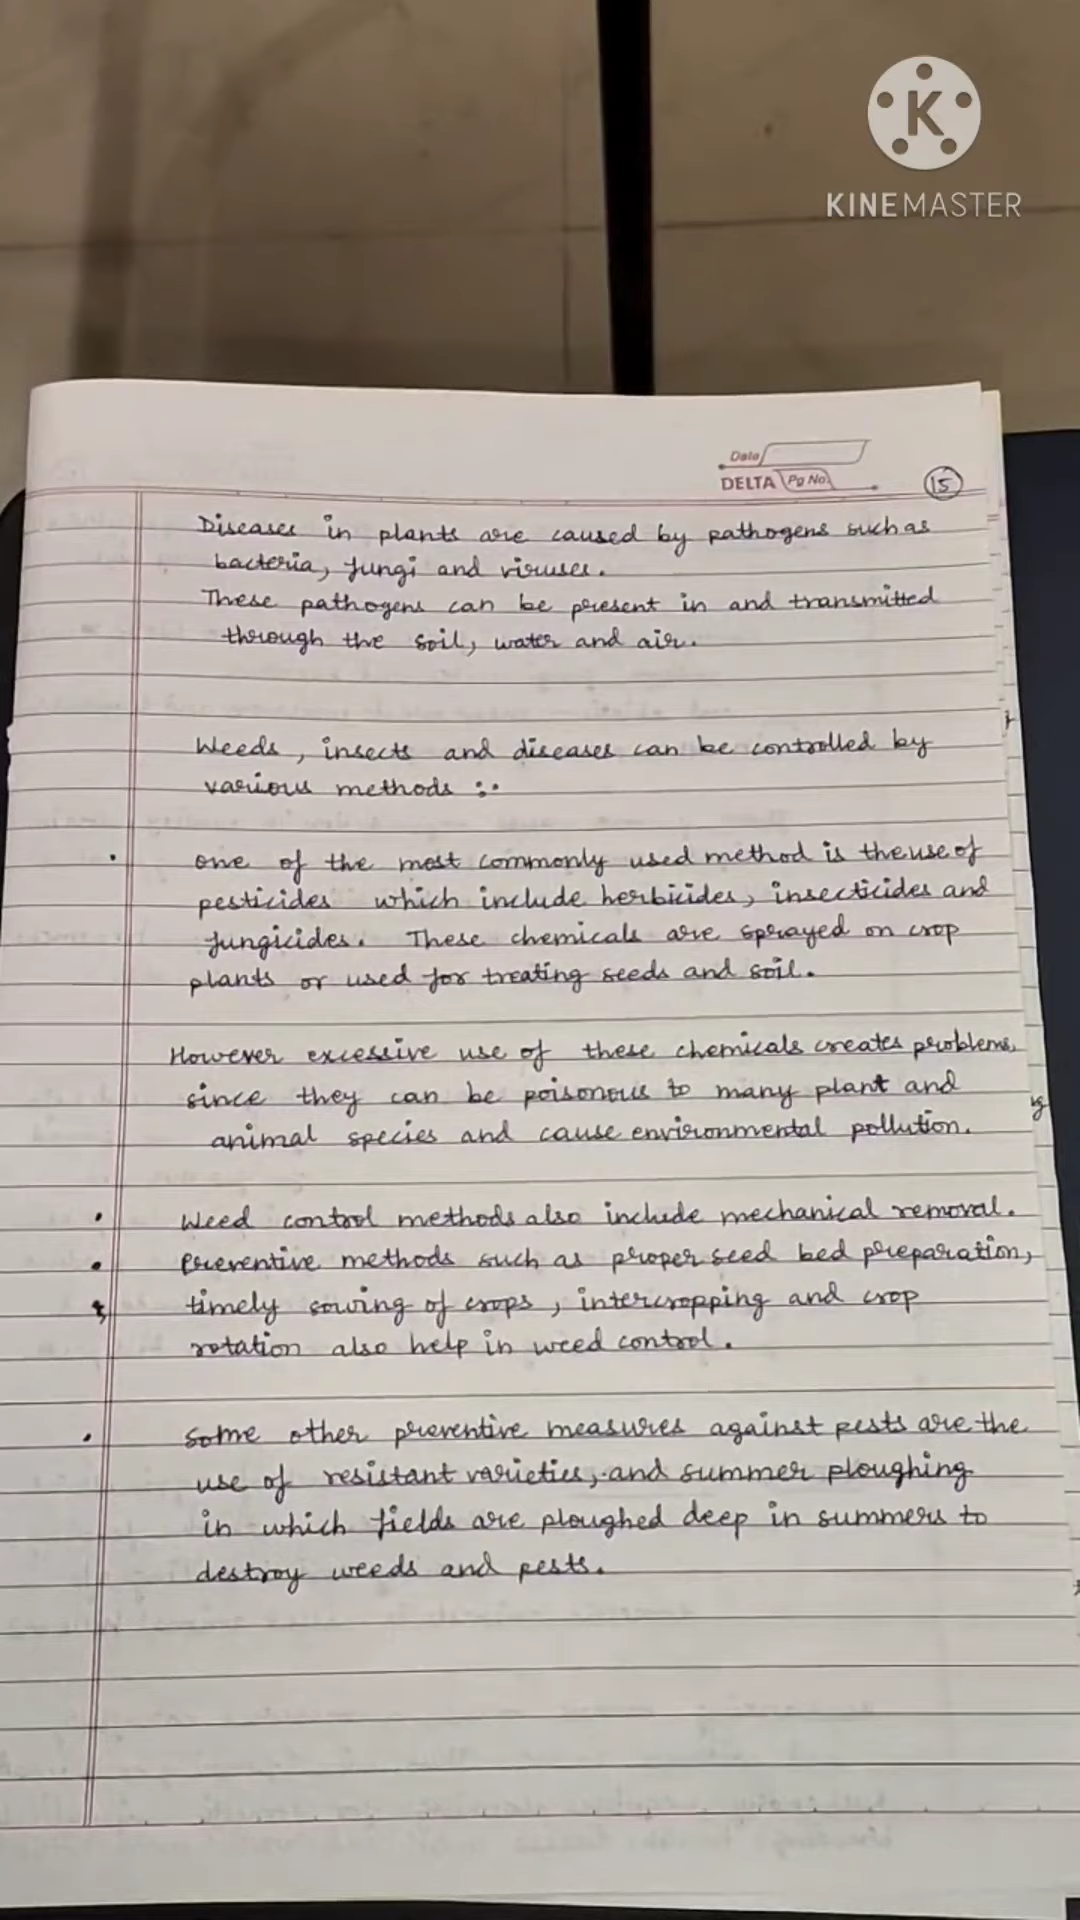 K
KINEMASTER
Date
DELTA Pg No.
15
Diseases in plants are caused by pathogens such as
bacteria, fungi and viruses.
These pathogens can be present in and transmitted
through the soil, water and air.
Weeds, insects and diseases can be controlled by
various methods :-
• One of the most commonly used method is the use of
pesticides which include herbicides, insecticides and
fungicides. These chemicals are sprayed on crop
plants or used for treating seeds and soil.
However excessive use of these chemicals creates problems,
since they can be poisonous to many plant and
animal species and cause environmental pollution.
• Weed control methods also include mechanical removal.
• Preventive methods such as proper seed bed preparation,
timely sowing of crops, intercropping and crop
rotation also help in weed control.
• Some other preventive measures against pests are the
use of resistant varieties, and summer ploughing
in which fields are ploughed deep in summers to
destroy weeds and pests.